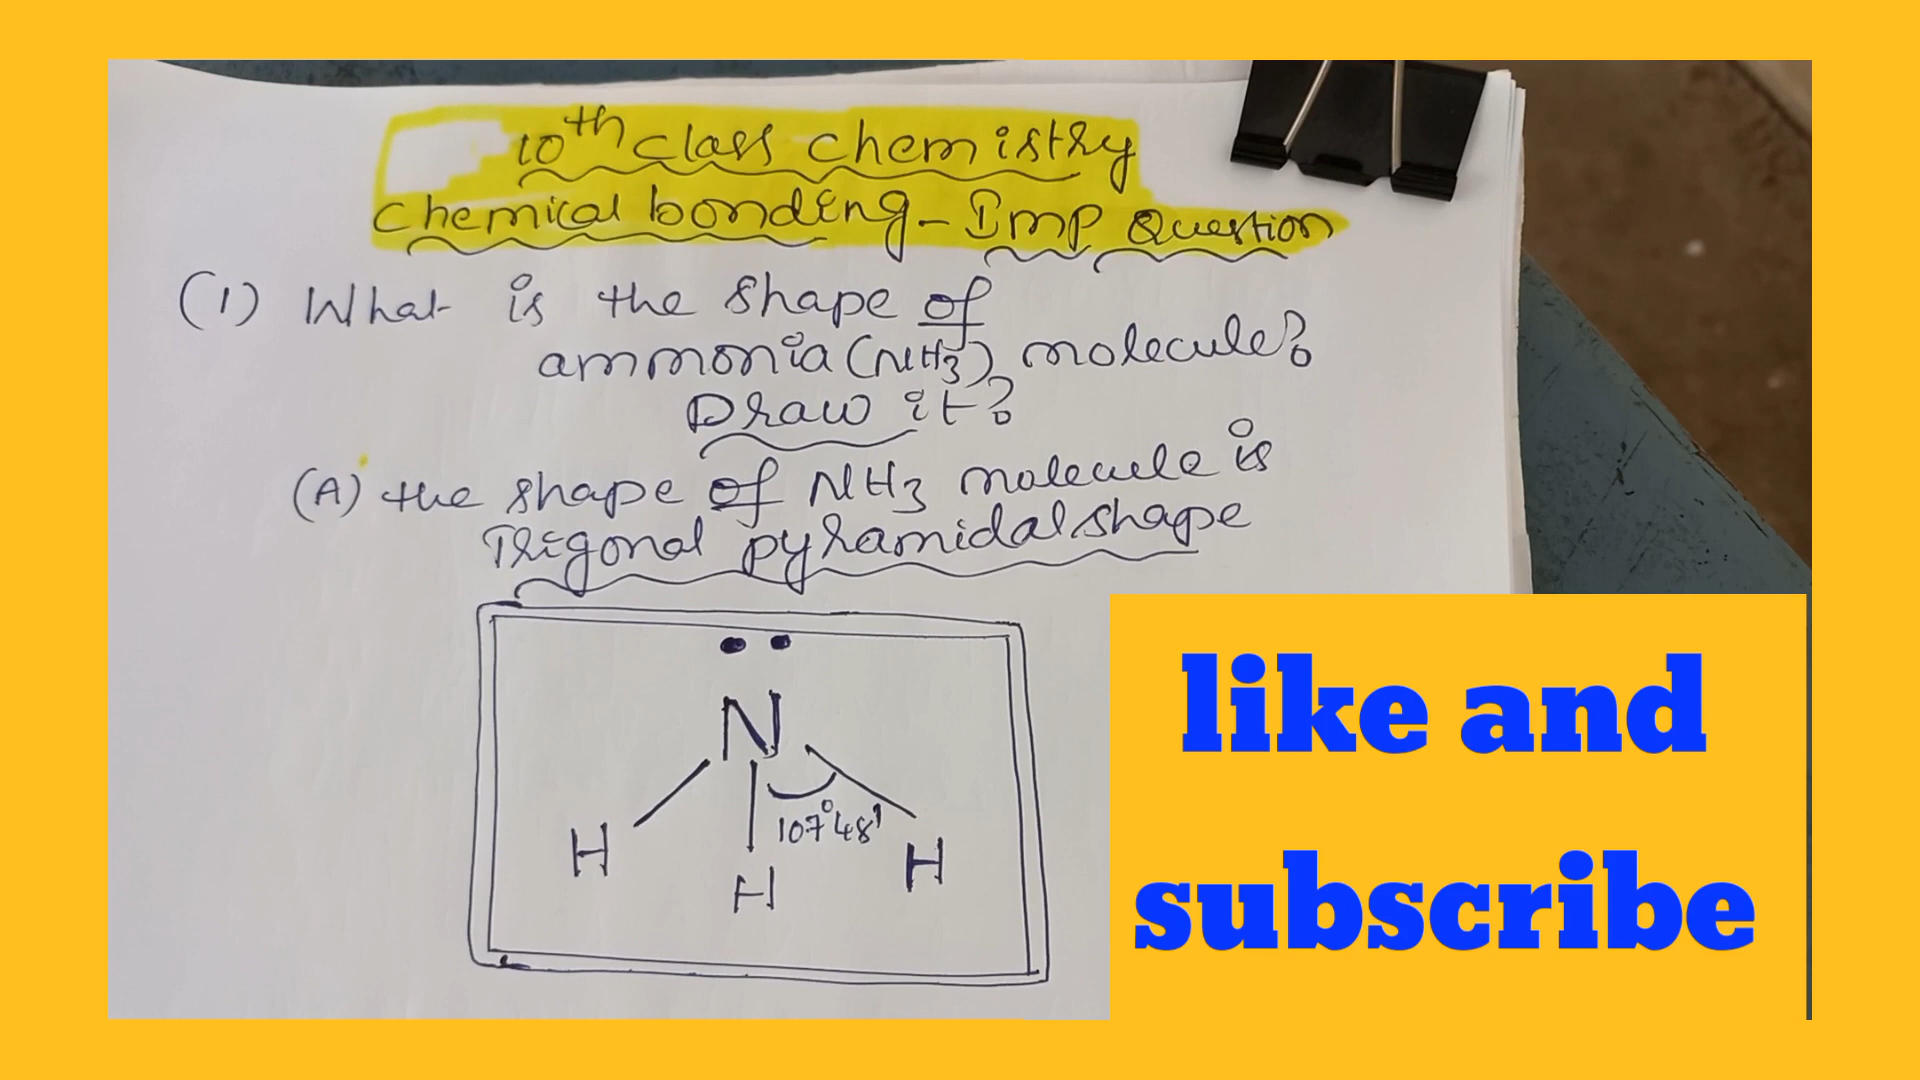 10th class chemistry
Chemical bonding - Imp Question
(1) What is the shape of
ammonia (NH3) molecule?
Draw it?
(A) the shape of NH3 molecule is
Trigonal pyramidal shape
N
107°48'
H H H
like and
subscribe